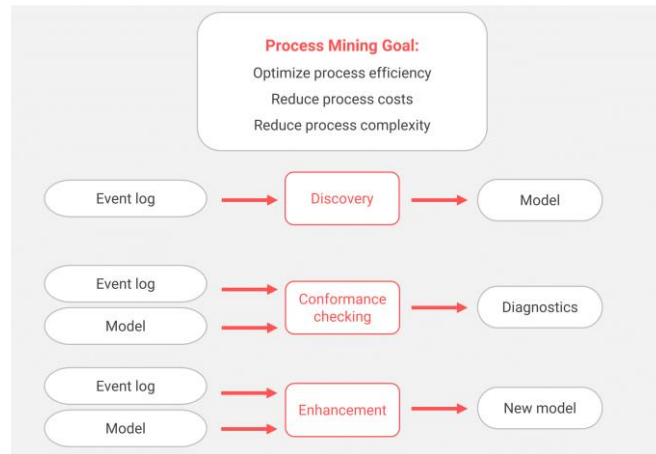 Process Mining Goal:
Optimize process efficiency
Reduce process costs
Reduce process complexity
Event log
Discovery
Model
Event log
Model
Conformance
checking
Diagnostics
Event log
Model
Enhancement
New model